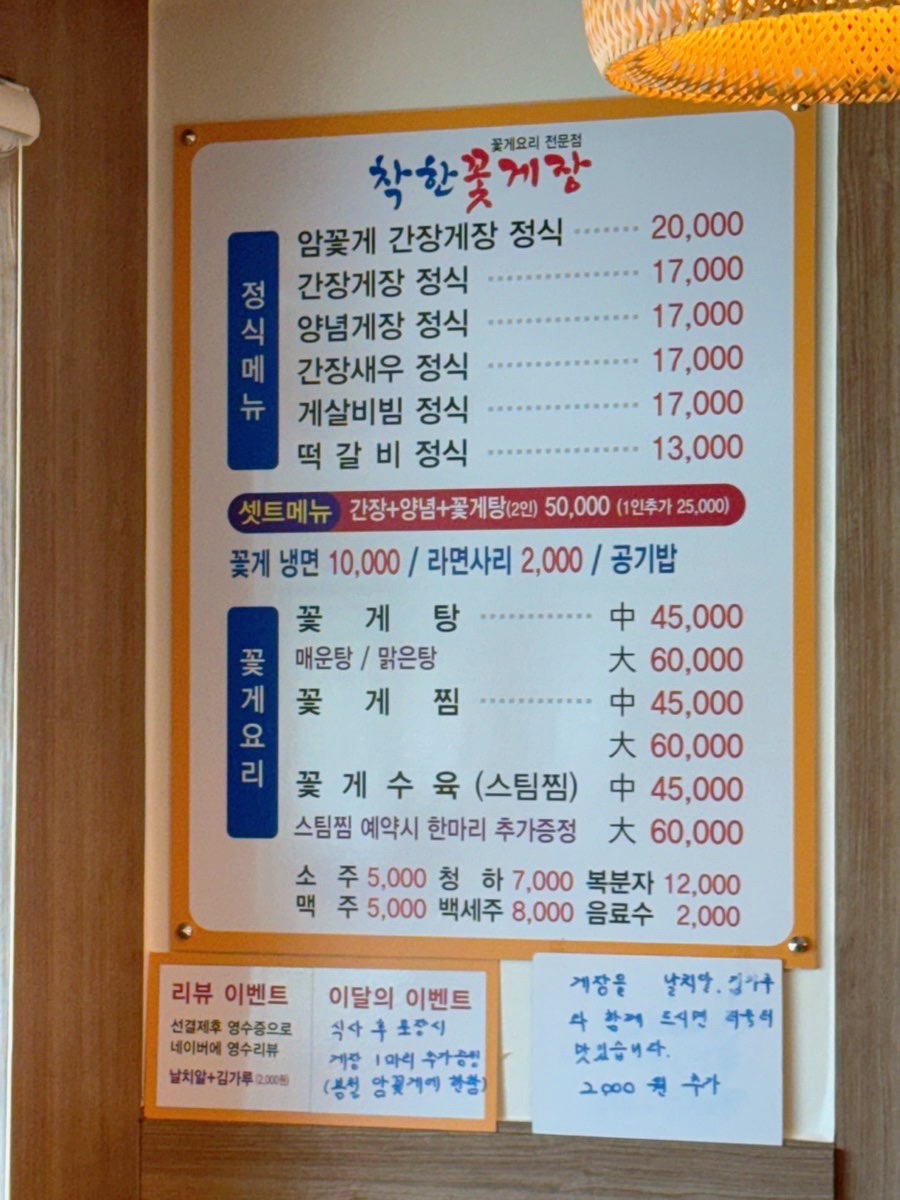 꽃게요리 전문점
착한꽃게장
정식메뉴
암꽃게 간장게장 정식 ······· 20,000
간장게장 정식 ················ 17,000
양념게장 정식 ················ 17,000
간장새우 정식 ················ 17,000
게살비빔 정식 ················ 17,000
떡 갈 비 정식 ················ 13,000
셋트메뉴 간장+양념+꽃게탕(2인) 50,000 (1인추가 25,000)
꽃게 냉면 10,000 / 라면사리 2,000 / 공기밥
꽃게요리
꽃 게 탕 ············ 中 45,000
매운탕 / 맑은탕 大 60,000
꽃 게 찜 ············ 中 45,000
大 60,000
꽃 게 수 육 (스팀찜) 中 45,000
스팀찜 예약시 한마리 추가증정 大 60,000
소 주 5,000 청 하 7,000 복분자 12,000
맥 주 5,000 백세주 8,000 음료수 2,000
리뷰 이벤트
선결제후 영수증으로
네이버에 영수리뷰
날치알+김가루(2,000원)
이달의 이벤트
식사 후 포장시
게장 1마리 추가증정
(봄철 암꽃게에 한함)
게장을 날치알, 김가루
와 함께 드시면 더욱더
맛있습니다.
2,000 원 추가